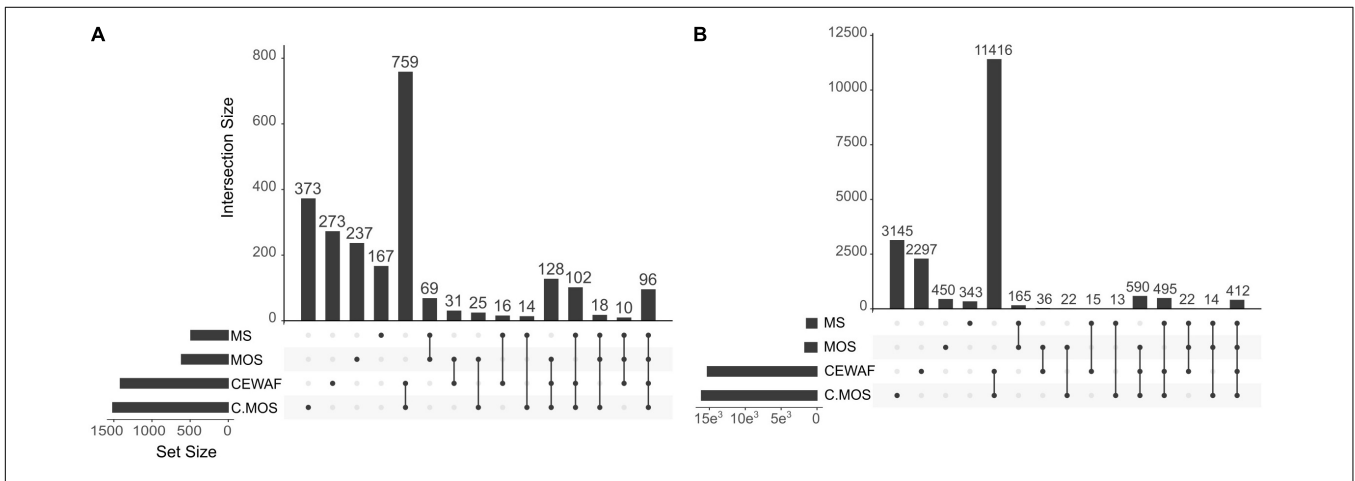 A
Intersection Size
800
600
400
200
0
759
373
273
237
167
69
31
25
16
14
128
102
18
10
96
MS
MOS
CEWAF
C.MOS
1500 1000 500 0
Set Size
B
12500
10000
7500
5000
2500
0
11416
3145
2297
450
343
165
36
22
15
13
590
495
22
14
412
MS
MOS
CEWAF
C.MOS
15e³ 10e³ 5e³ 0